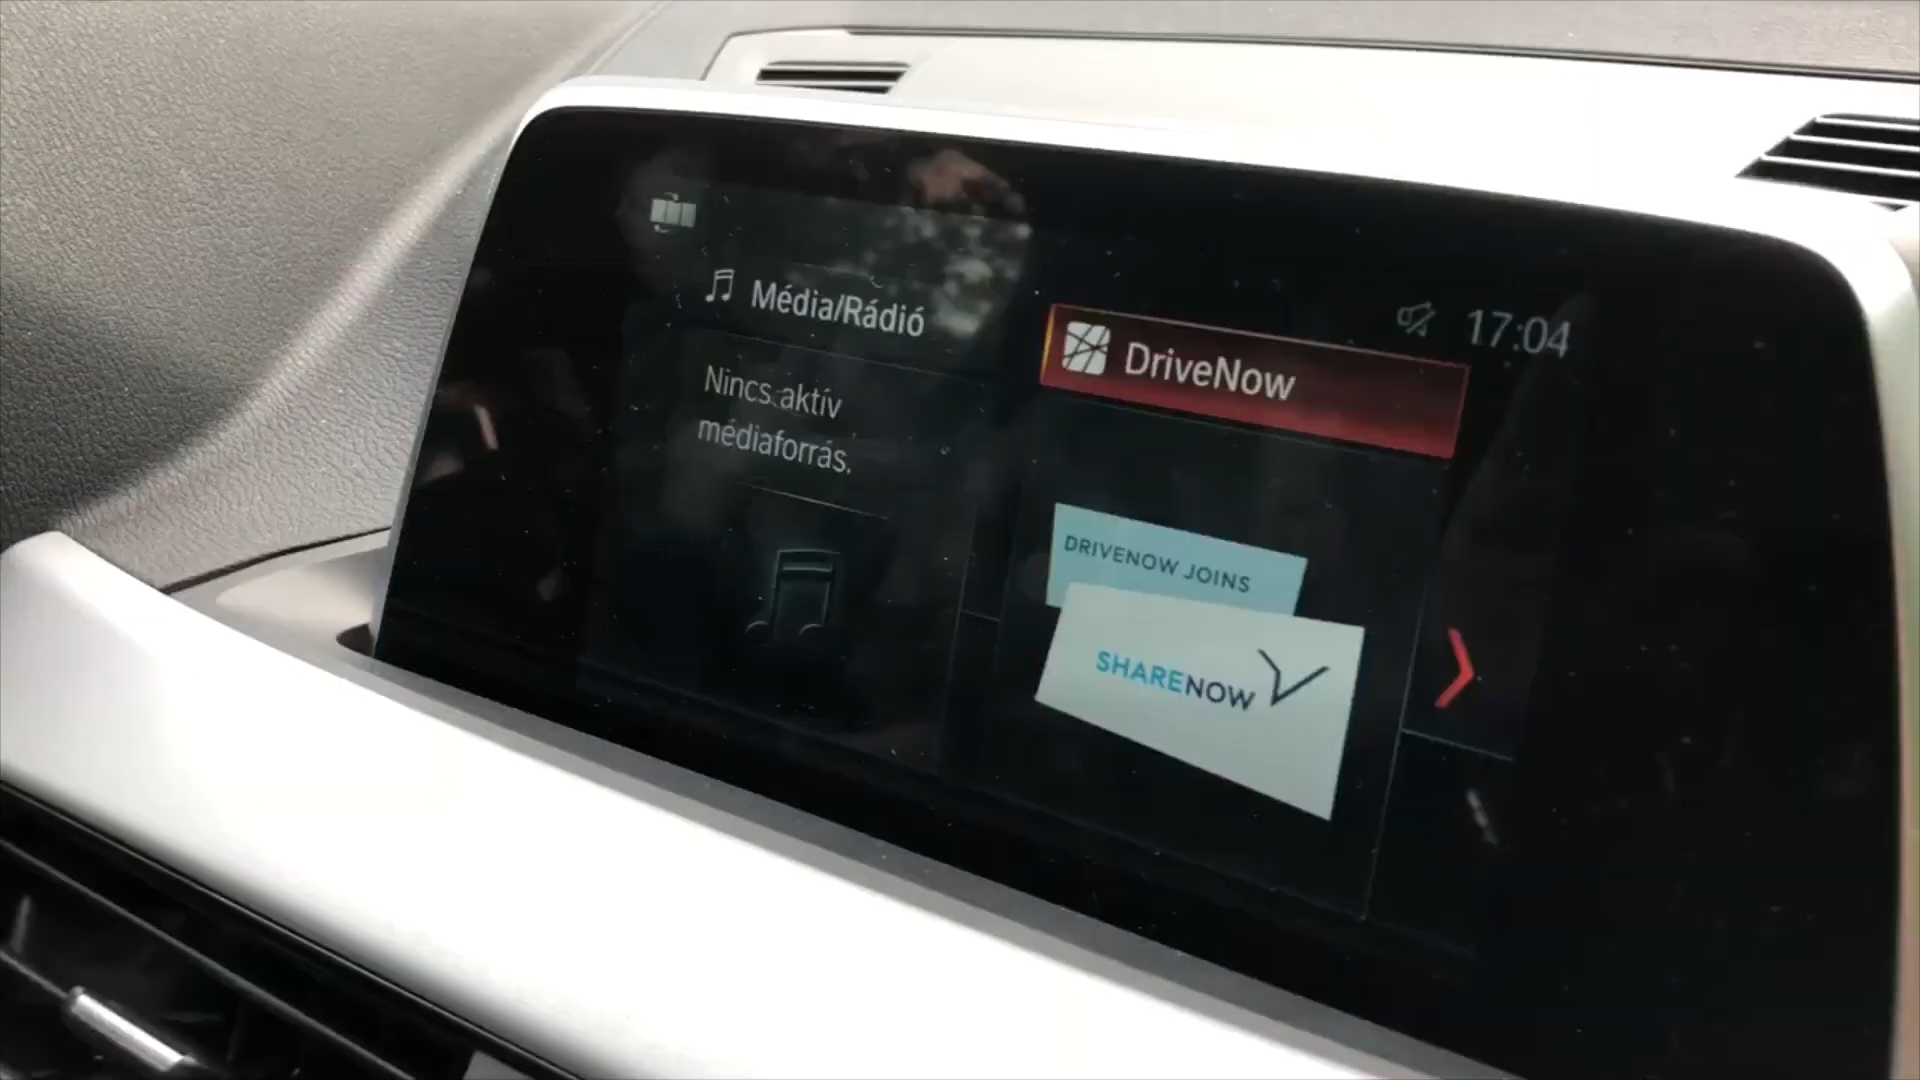 Média/Rádió
Nincs aktív
médiaforrás.
17:04
DriveNow
DRIVENOW JOINS
SHARENOW